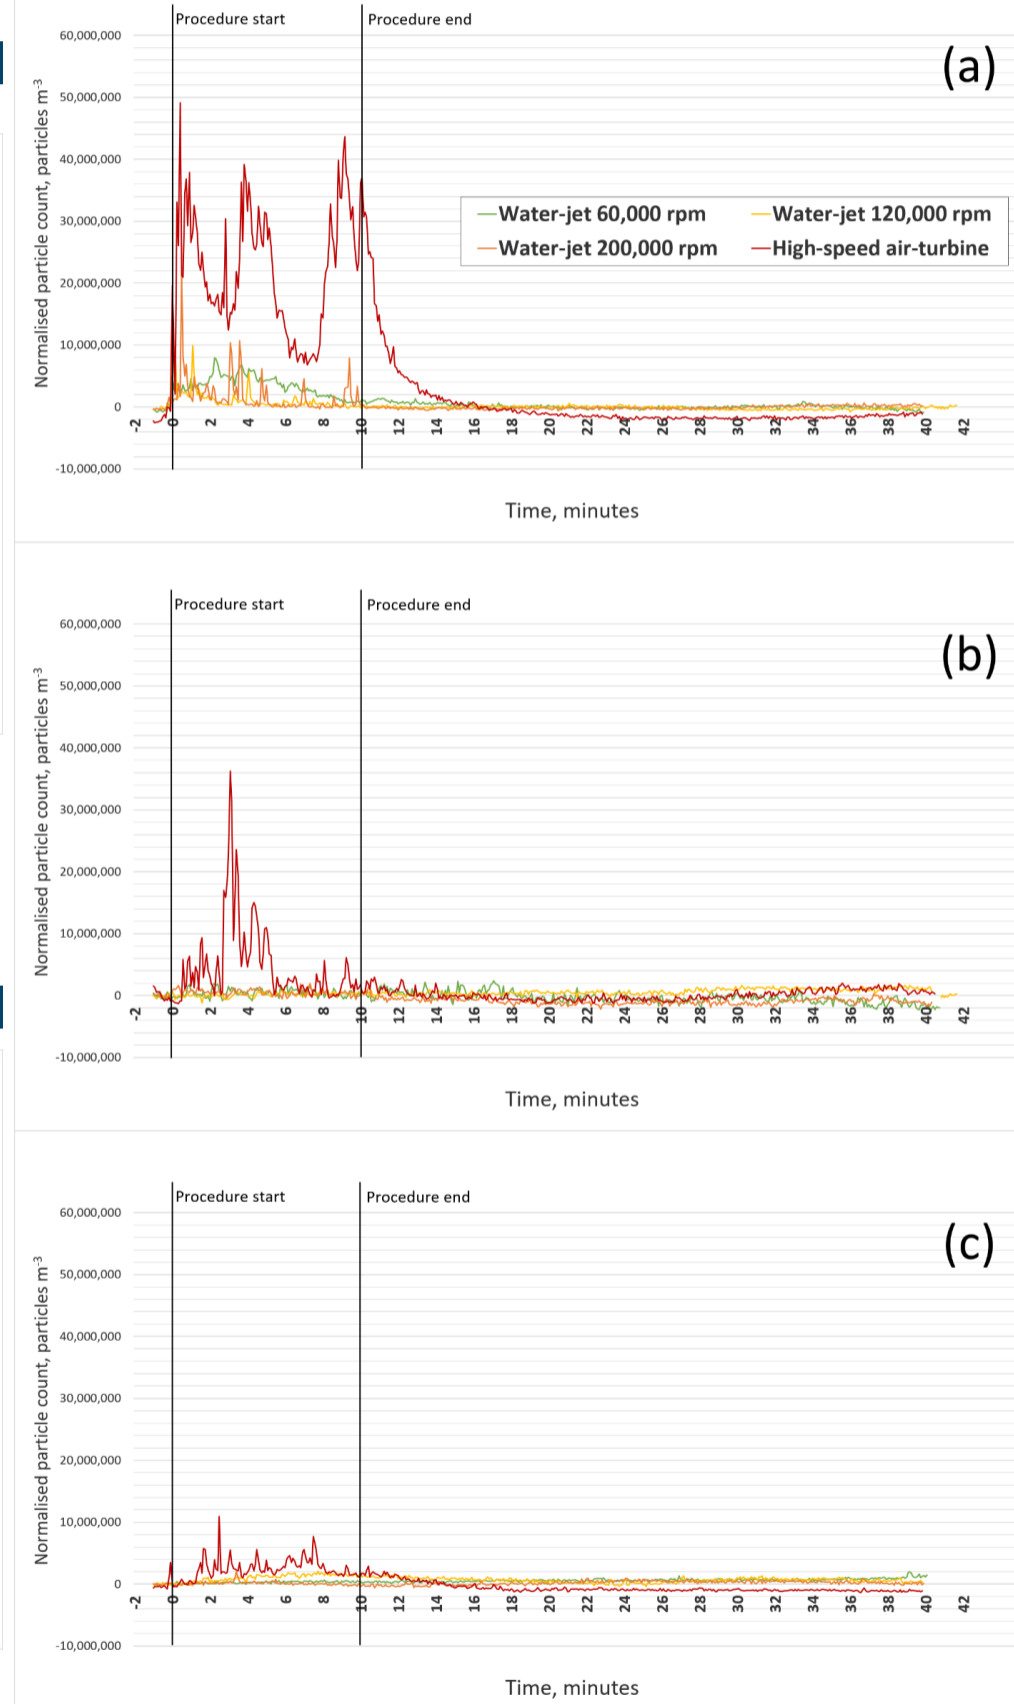 Procedure start
Procedure end
60,000,000
(a)
50,000,000
40,000,000
30,000,000
20,000,000
10,000,000
0
-10,000,000
Normalised particle count, particles m-3
Water-jet 60,000 rpm
Water-jet 120,000 rpm
Water-jet 200,000 rpm
High-speed air-turbine
-2 0 2 4 6 8 10 12 14 16 18 20 22 24 26 28 30 32 34 36 38 40 42
Time, minutes
Procedure start
Procedure end
60,000,000
(b)
50,000,000
40,000,000
30,000,000
20,000,000
10,000,000
0
-10,000,000
Normalised particle count, particles m-3
-2 0 2 4 6 8 10 12 14 16 18 20 22 24 26 28 30 32 34 36 38 40 42
Time, minutes
Procedure start
Procedure end
60,000,000
(c)
50,000,000
40,000,000
30,000,000
20,000,000
10,000,000
0
-10,000,000
Normalised particle count, particles m-3
-2 0 2 4 6 8 10 12 14 16 18 20 22 24 26 28 30 32 34 36 38 40 42
Time, minutes